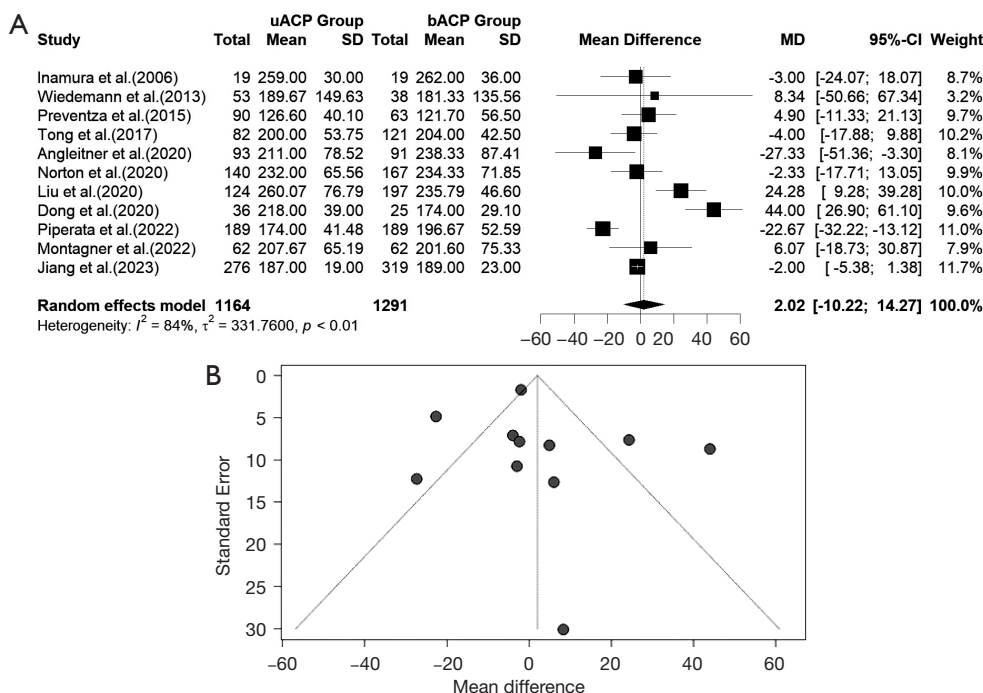 A
uACP Group bACP Group
Study Total Mean SD Total Mean SD Mean Difference MD 95%-CI Weight
Inamura et al.(2006) 19 259.00 30.00 19 262.00 36.00 -3.00 [-24.07; 18.07] 8.7%
Wiedemann et al.(2013) 53 189.67 149.63 38 181.33 135.56 8.34 [-50.66; 67.34] 3.2%
Preventza et al.(2015) 90 126.60 40.10 63 121.70 56.50 4.90 [-11.33; 21.13] 9.7%
Tong et al.(2017) 82 200.00 53.75 121 204.00 42.50 -4.00 [-17.88; 9.88] 10.2%
Angleitner et al.(2020) 93 211.00 78.52 91 238.33 87.41 -27.33 [-51.36; -3.30] 8.1%
Norton et al.(2020) 140 232.00 65.56 167 234.33 71.85 -2.33 [-17.71; 13.05] 9.9%
Liu et al.(2020) 124 260.07 76.79 197 235.79 46.60 24.28 [ 9.28; 39.28] 10.0%
Dong et al.(2020) 36 218.00 39.00 25 174.00 29.10 44.00 [ 26.90; 61.10] 9.6%
Piperata et al.(2022) 189 174.00 41.48 189 196.67 52.59 -22.67 [-32.22; -13.12] 11.0%
Montagner et al.(2022) 62 207.67 65.19 62 201.60 75.33 6.07 [-18.73; 30.87] 7.9%
Jiang et al.(2023) 276 187.00 19.00 319 189.00 23.00 -2.00 [ -5.38; 1.38] 11.7%
Random effects model 1164 1291 2.02 [-10.22; 14.27] 100.0%
Heterogeneity: I² = 84%, τ² = 331.7600, p < 0.01
−60 −40 −20 0 20 40 60
B
Standard Error
0
5
10
15
20
25
30
−60 −40 −20 0 20 40 60
Mean difference